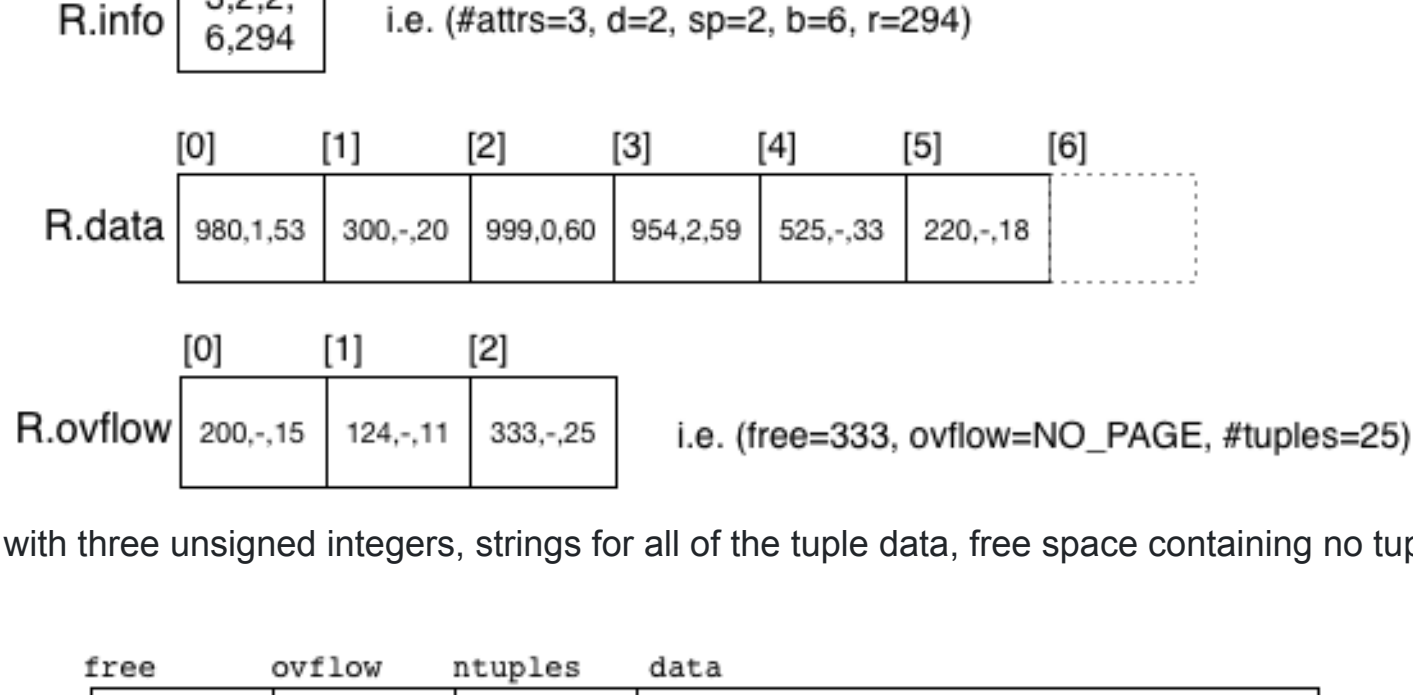 R.info 3,2,2, i.e. (#attrs=3, d=2, sp=2, b=6, r=294)
6,294
[0] [1] [2] [3] [4] [5] [6]
R.data 980,1,53 300,-,20 999,0,60 954,2,59 525,-,33 220,-,18
[0] [1] [2]
R.ovflow 200,-,15 124,-,11 333,-,25 i.e. (free=333, ovflow=NO_PAGE, #tuples=25)
with three unsigned integers, strings for all of the tuple data, free space containing no
free ovflow ntuples data